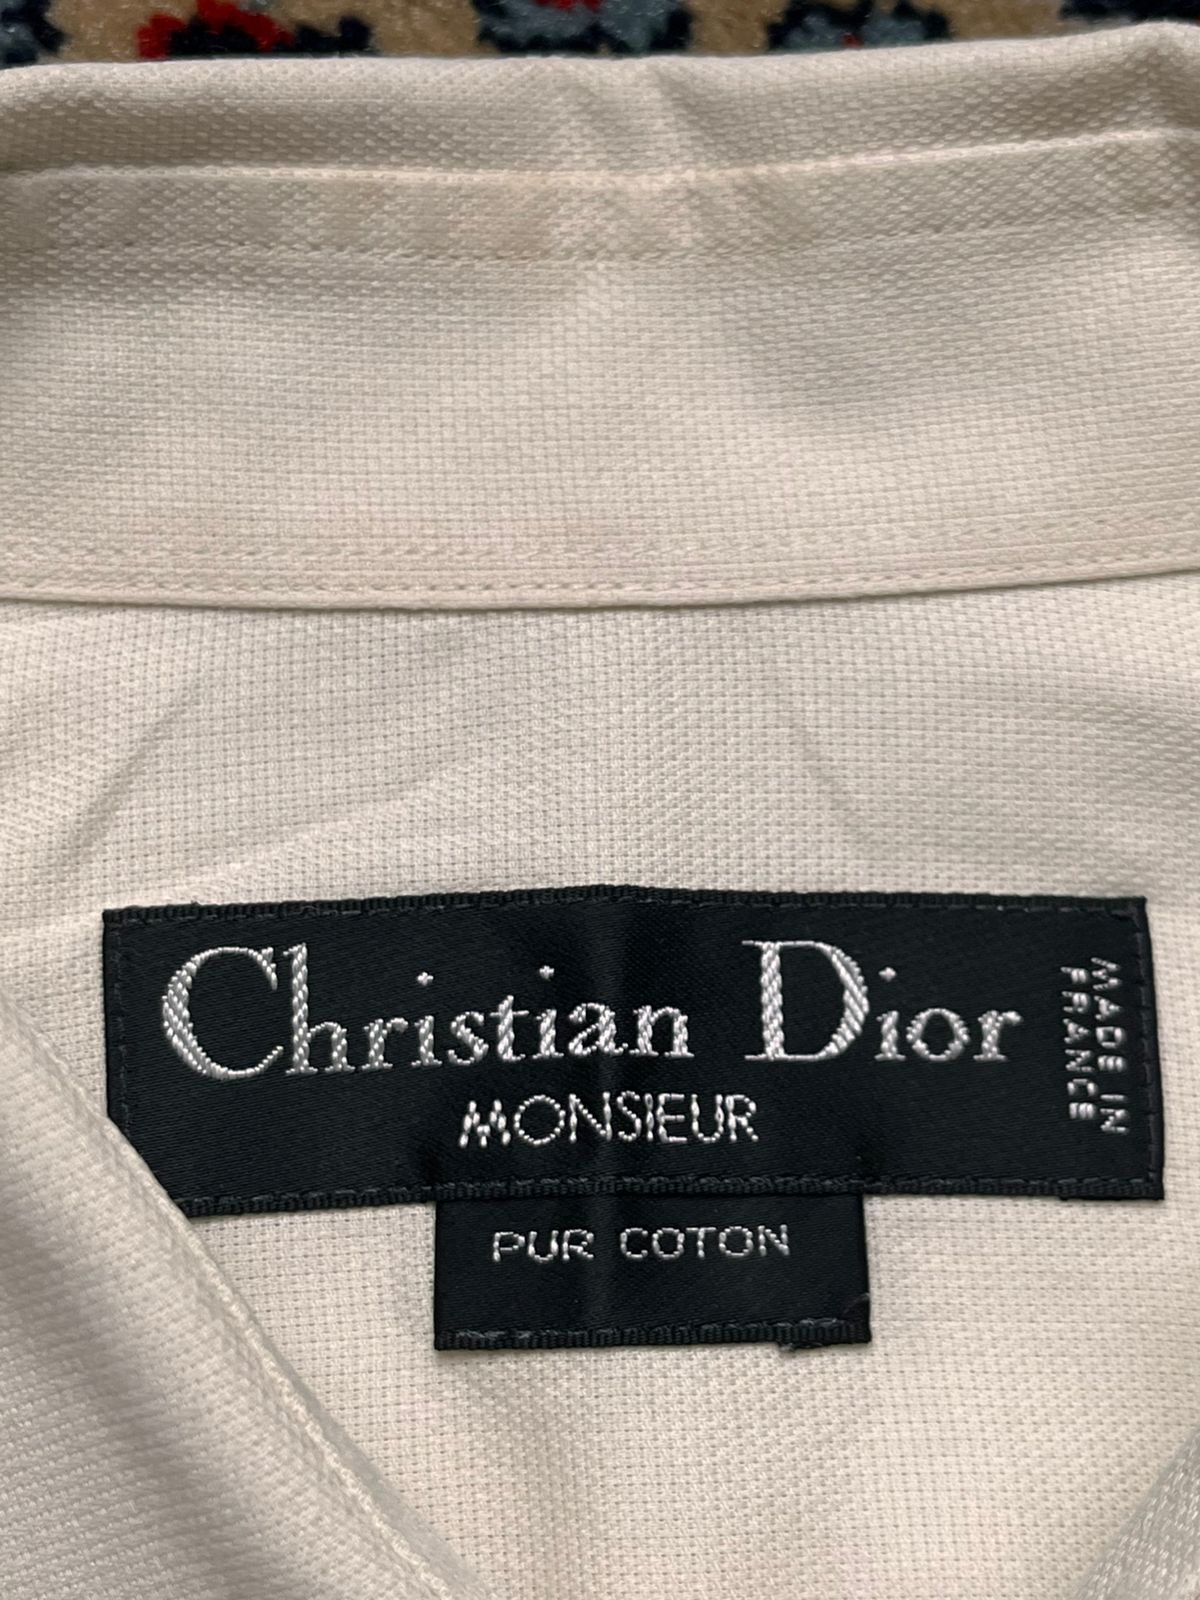 Christian Dior
MONSIEUR
MADE IN
FRANCE
PUR COTON